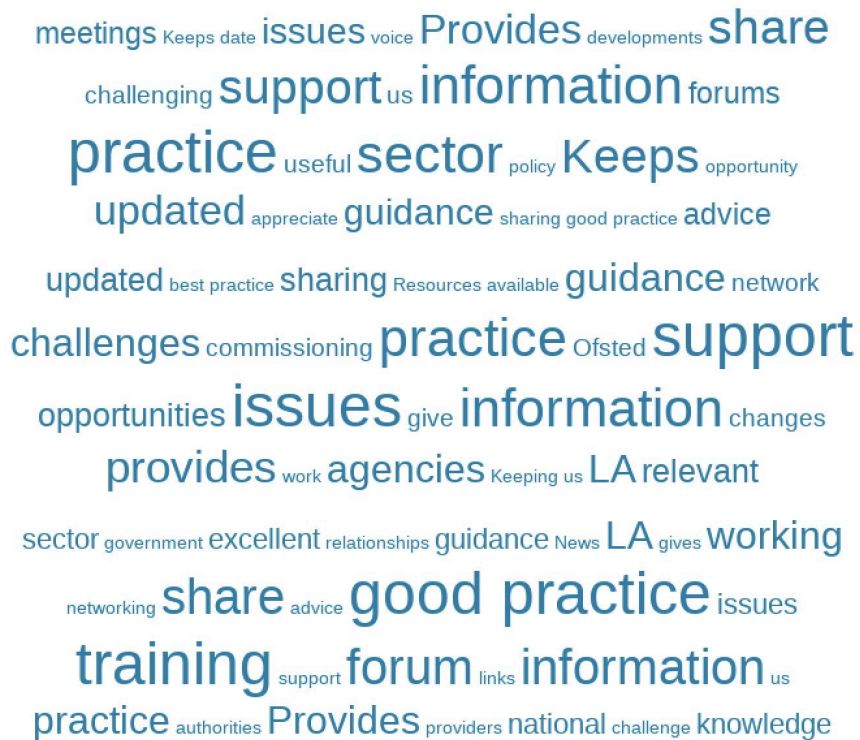 meetings Keeps date issues voice Provides developments share
challenging support us information forums
practice useful sector policy Keeps opportunity
updated appreciate guidance sharing good practice advice
updated best practice sharing Resources available guidance network
challenges commissioning practice Ofsted support
opportunities issues give information changes
provides work agencies Keeping us LA relevant
sector government excellent relationships guidance News LA gives working
networking share advice good practice issues
training support forum links information us
practice authorities Provides providers national challenge knowledge